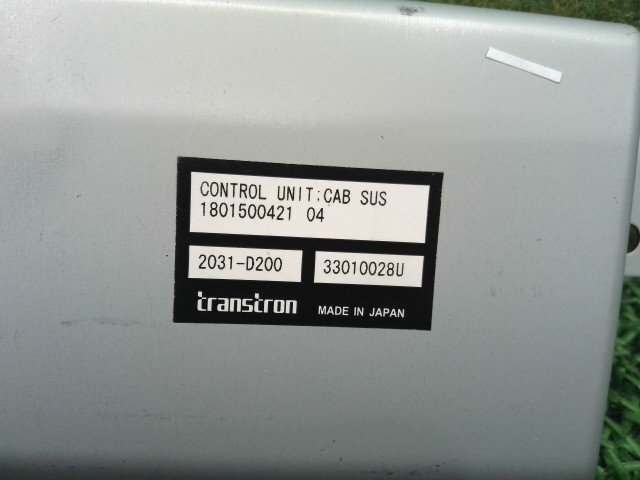 CONTROL UNIT:CAB SUS
1801500421 04
2031-D200 33010028U
transtron MADE IN JAPAN